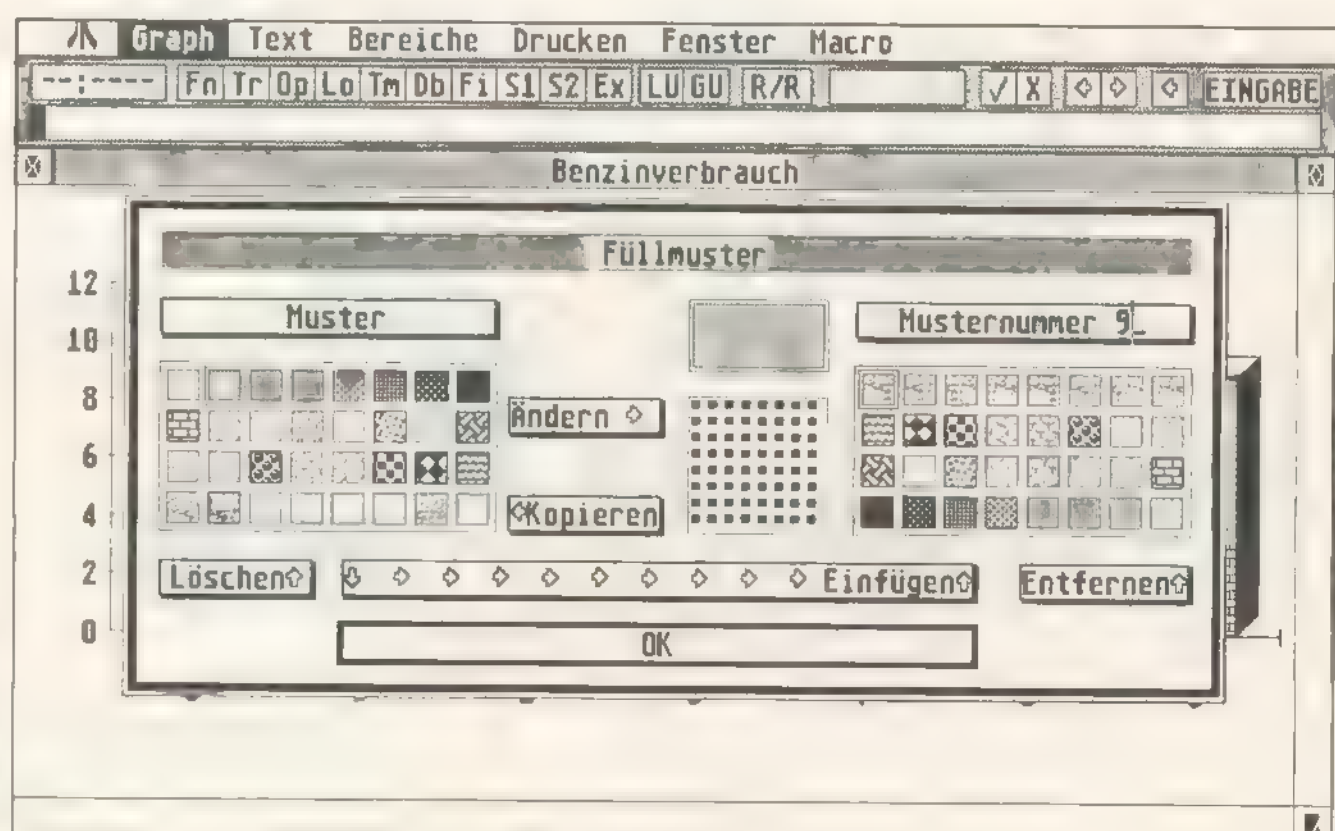 Graph Text Bereiche Drucken Fenster Macro
--:---- Fn Tr Op Lo Tm Db Fi S1 S2 Ex LU GU R/R √ X EINGABE
Benzinverbrauch
Füllmuster
12
Muster
Musternummer 9_
10
8
Ändern
6
4
Kopieren
2
Löschen
Einfügen
Entfernen
0
OK